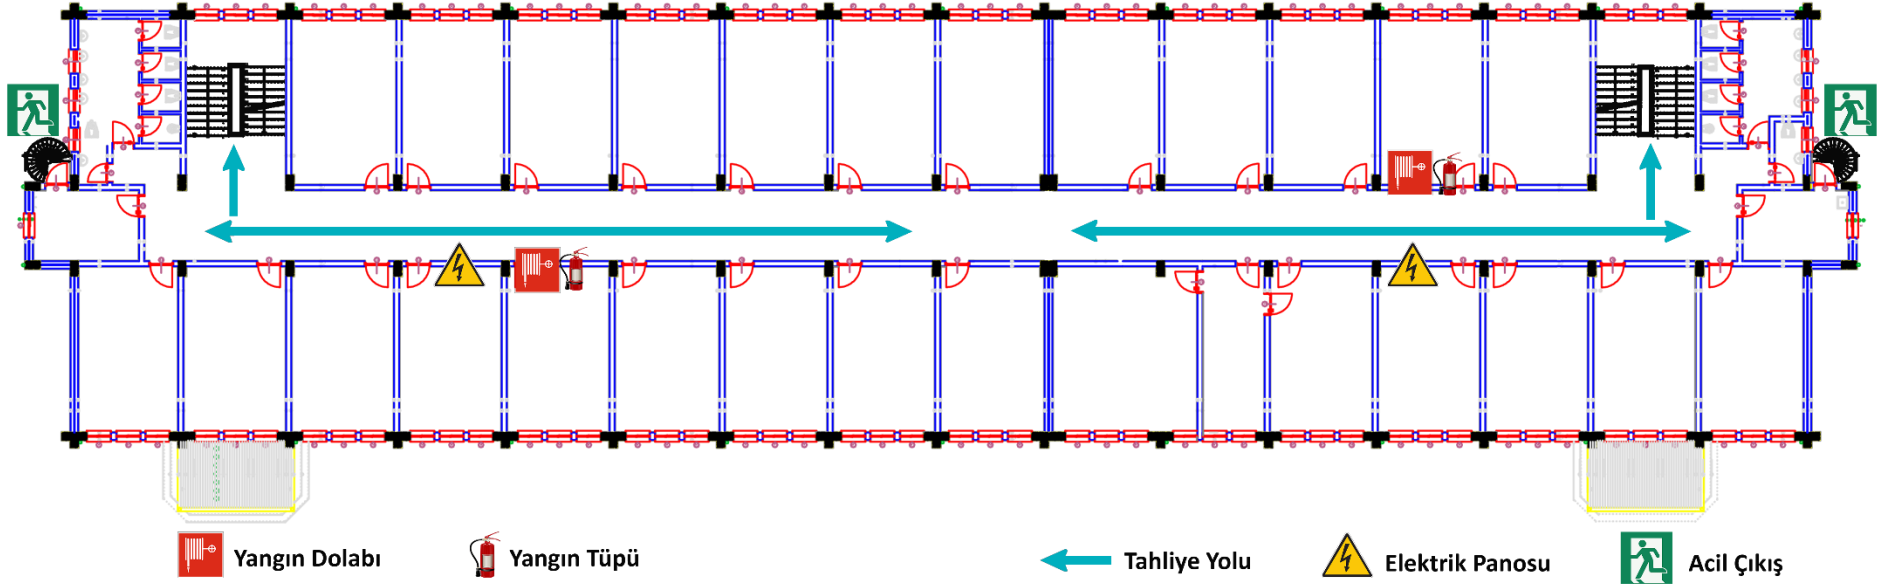 Yangın Dolabı
Yangın Tüpü
Tahliye Yolu
Elektrik Panosu
Acil Çıkış